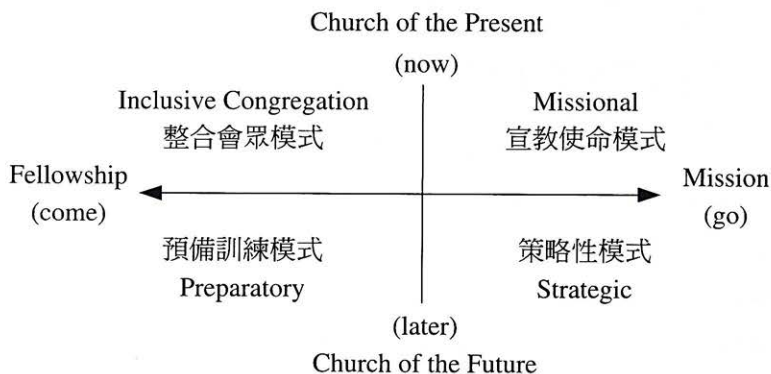 Church of the Present
(now)
Inclusive Congregation
整合會眾模式
Missional
宣教使命模式
Fellowship
(come)
Mission
(go)
預備訓練模式
Preparatory
策略性模式
Strategic
(later)
Church of the Future